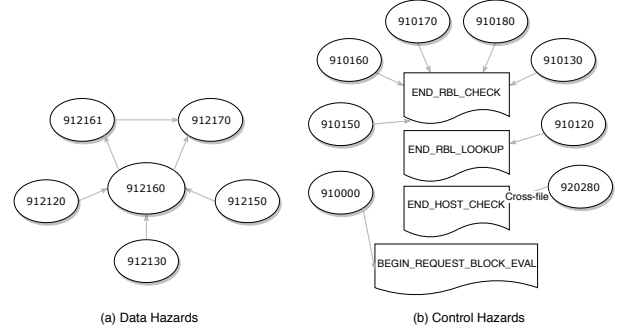 910170
910180
910160
910130
END_RBL_CHECK
912161
912170
910150
910120
END_RBL_LOOKUP
912160
910000
920280
Cross-file
912120
912150
END_HOST_CHECK
912130
BEGIN_REQUEST_BLOCK_EVAL
(a) Data Hazards
(b) Control Hazards